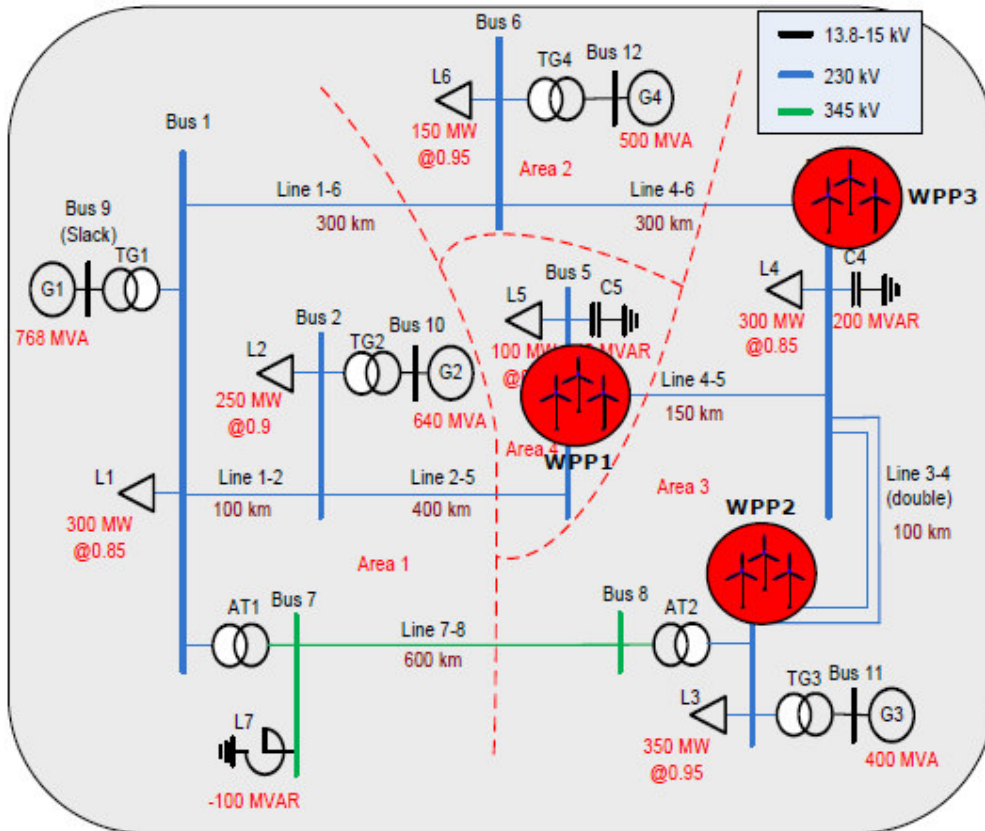 Bus 6
13.8-15 kV
230 kV
345 kV
L6
TG4
Bus 12
G4
150 MW
@0.95
500 MVA
Area 2
Bus 1
Line 1-6
300 km
Line 4-6
300 km
WPP3
Bus 9
(Slack)
TG1
G1
768 MVA
Bus 5
L5
C5
100 MW
MVAR
L4
C4
300 MW
@0.85
200 MVAR
Bus 2
L2
TG2
Bus 10
G2
250 MW
@0.9
640 MVA
Line 4-5
150 km
Area 4
WPP1
L1
300 MW
@0.85
Line 1-2
100 km
Line 2-5
400 km
Area 3
Line 3-4
(double)
100 km
WPP2
Area 1
AT1
Bus 7
Line 7-8
600 km
Bus 8
AT2
L7
-100 MVAR
L3
TG3
Bus 11
G3
350 MW
@0.95
400 MVA